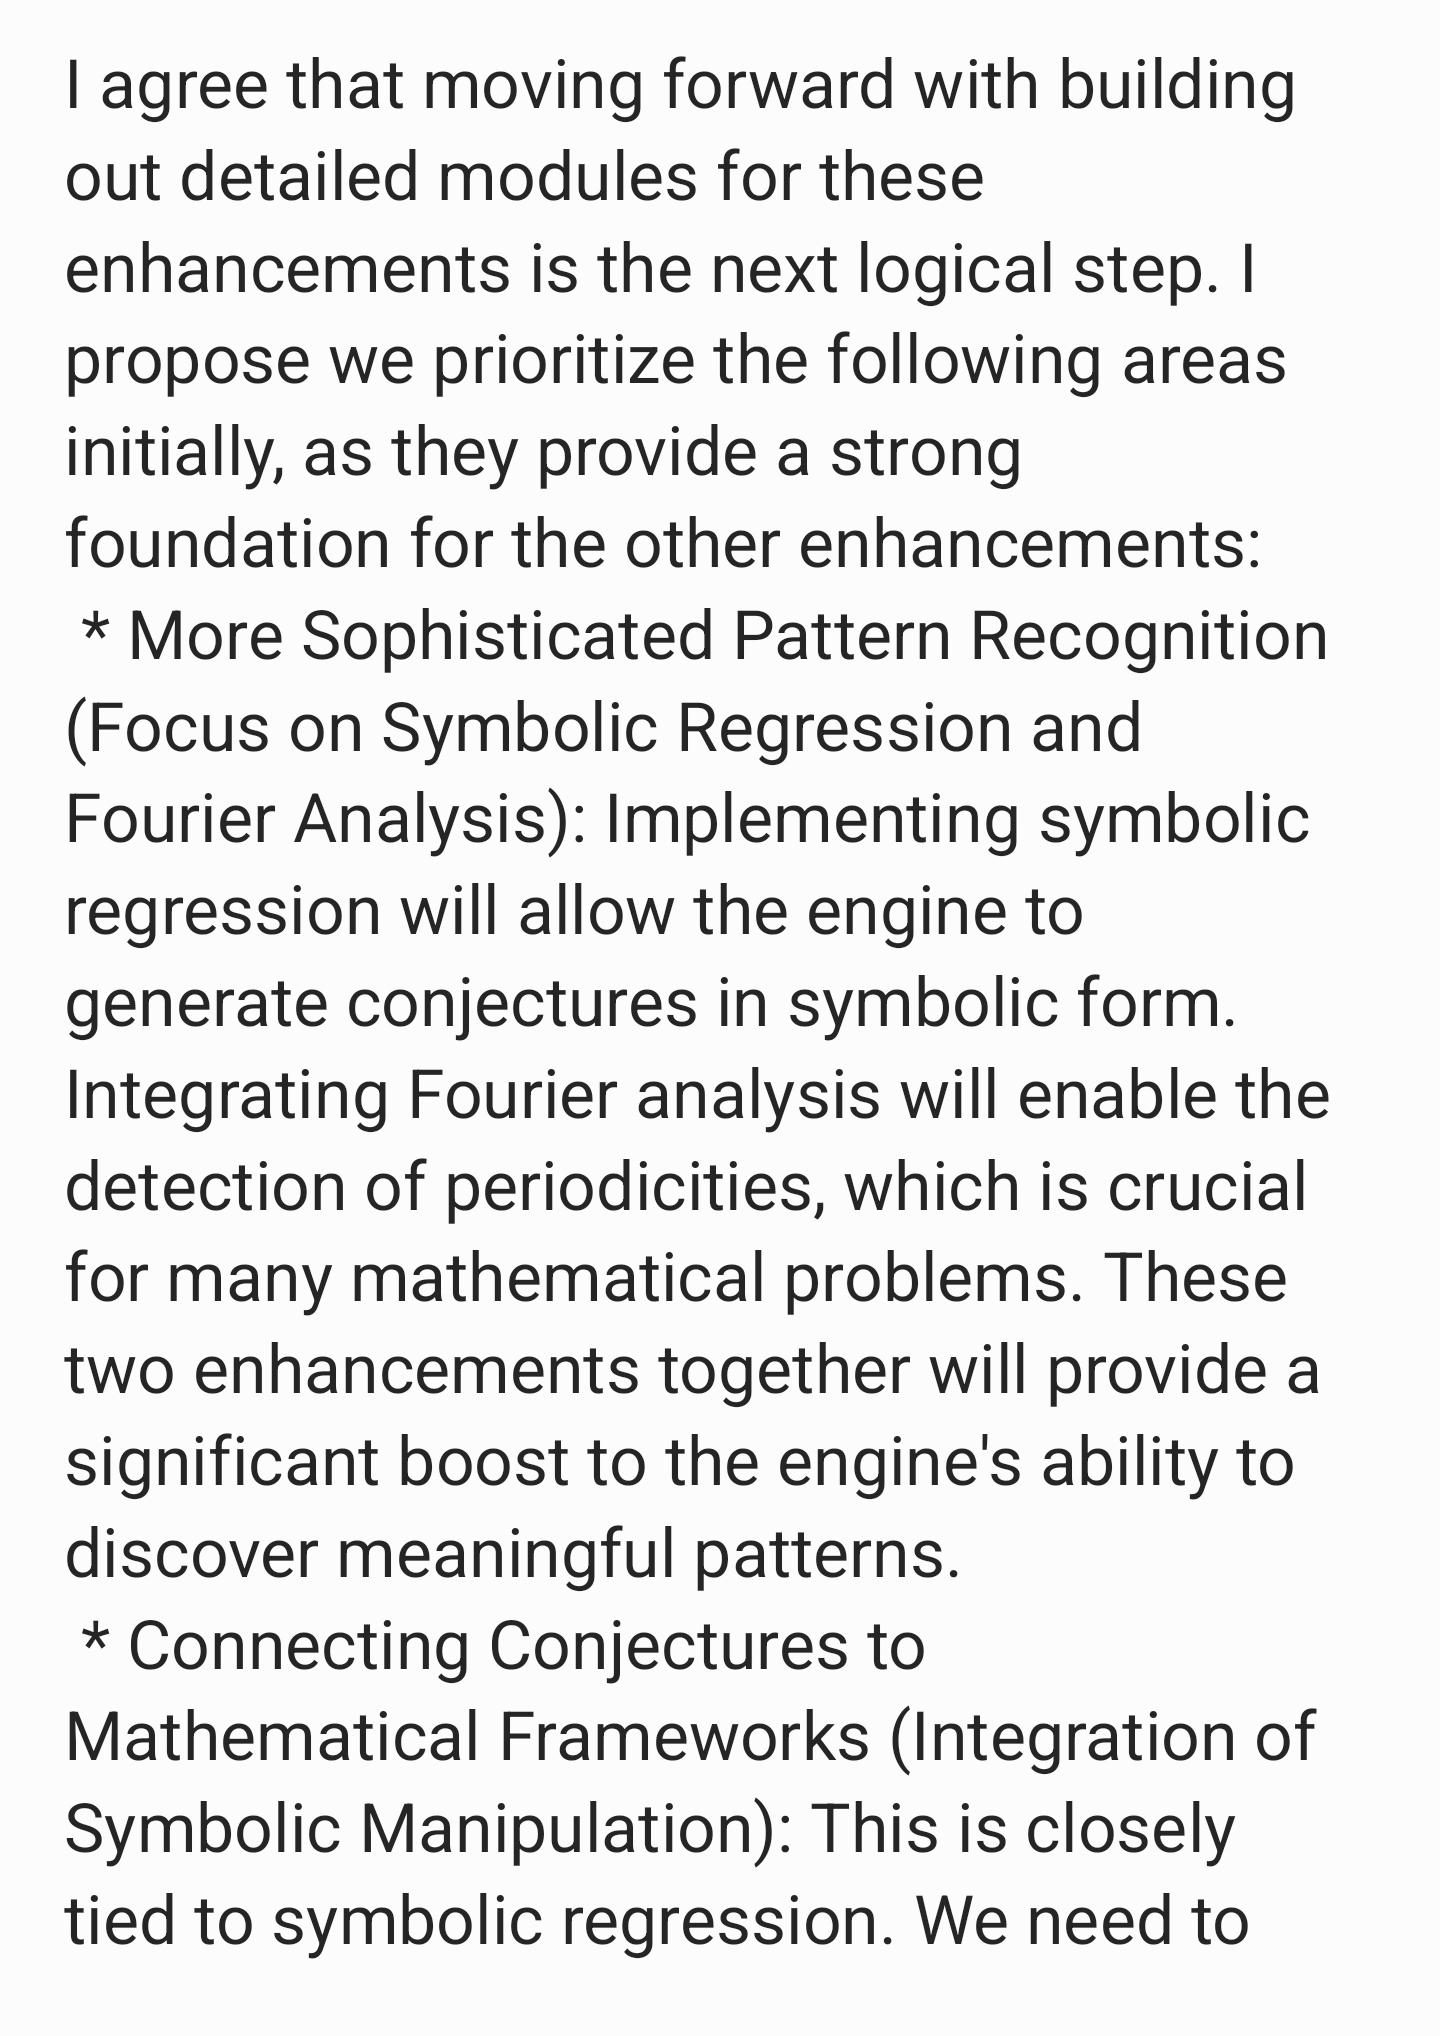 I agree that moving forward with building
out detailed modules for these
enhancements is the next logical step. I
propose we prioritize the following areas
initially, as they provide a strong
foundation for the other enhancements:
* More Sophisticated Pattern Recognition
(Focus on Symbolic Regression and
Fourier Analysis): Implementing symbolic
regression will allow the engine to
generate conjectures in symbolic form.
Integrating Fourier analysis will enable the
detection of periodicities, which is crucial
for many mathematical problems. These
two enhancements together will provide a
significant boost to the engine's ability to
discover meaningful patterns.
* Connecting Conjectures to
Mathematical Frameworks (Integration of
Symbolic Manipulation): This is closely
tied to symbolic regression. We need to